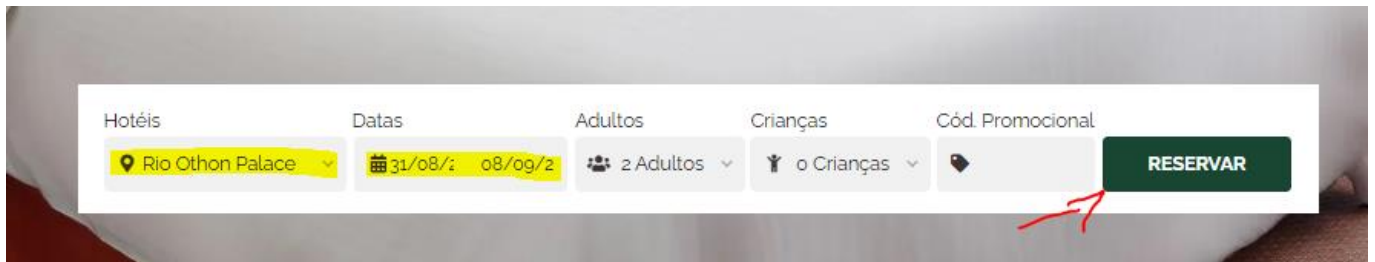 Hotéis Datas Adultos Crianças Cód. Promocional
Rio Othon Palace 31/08/2 08/09/2 2 Adultos 0 Crianças RESERVAR